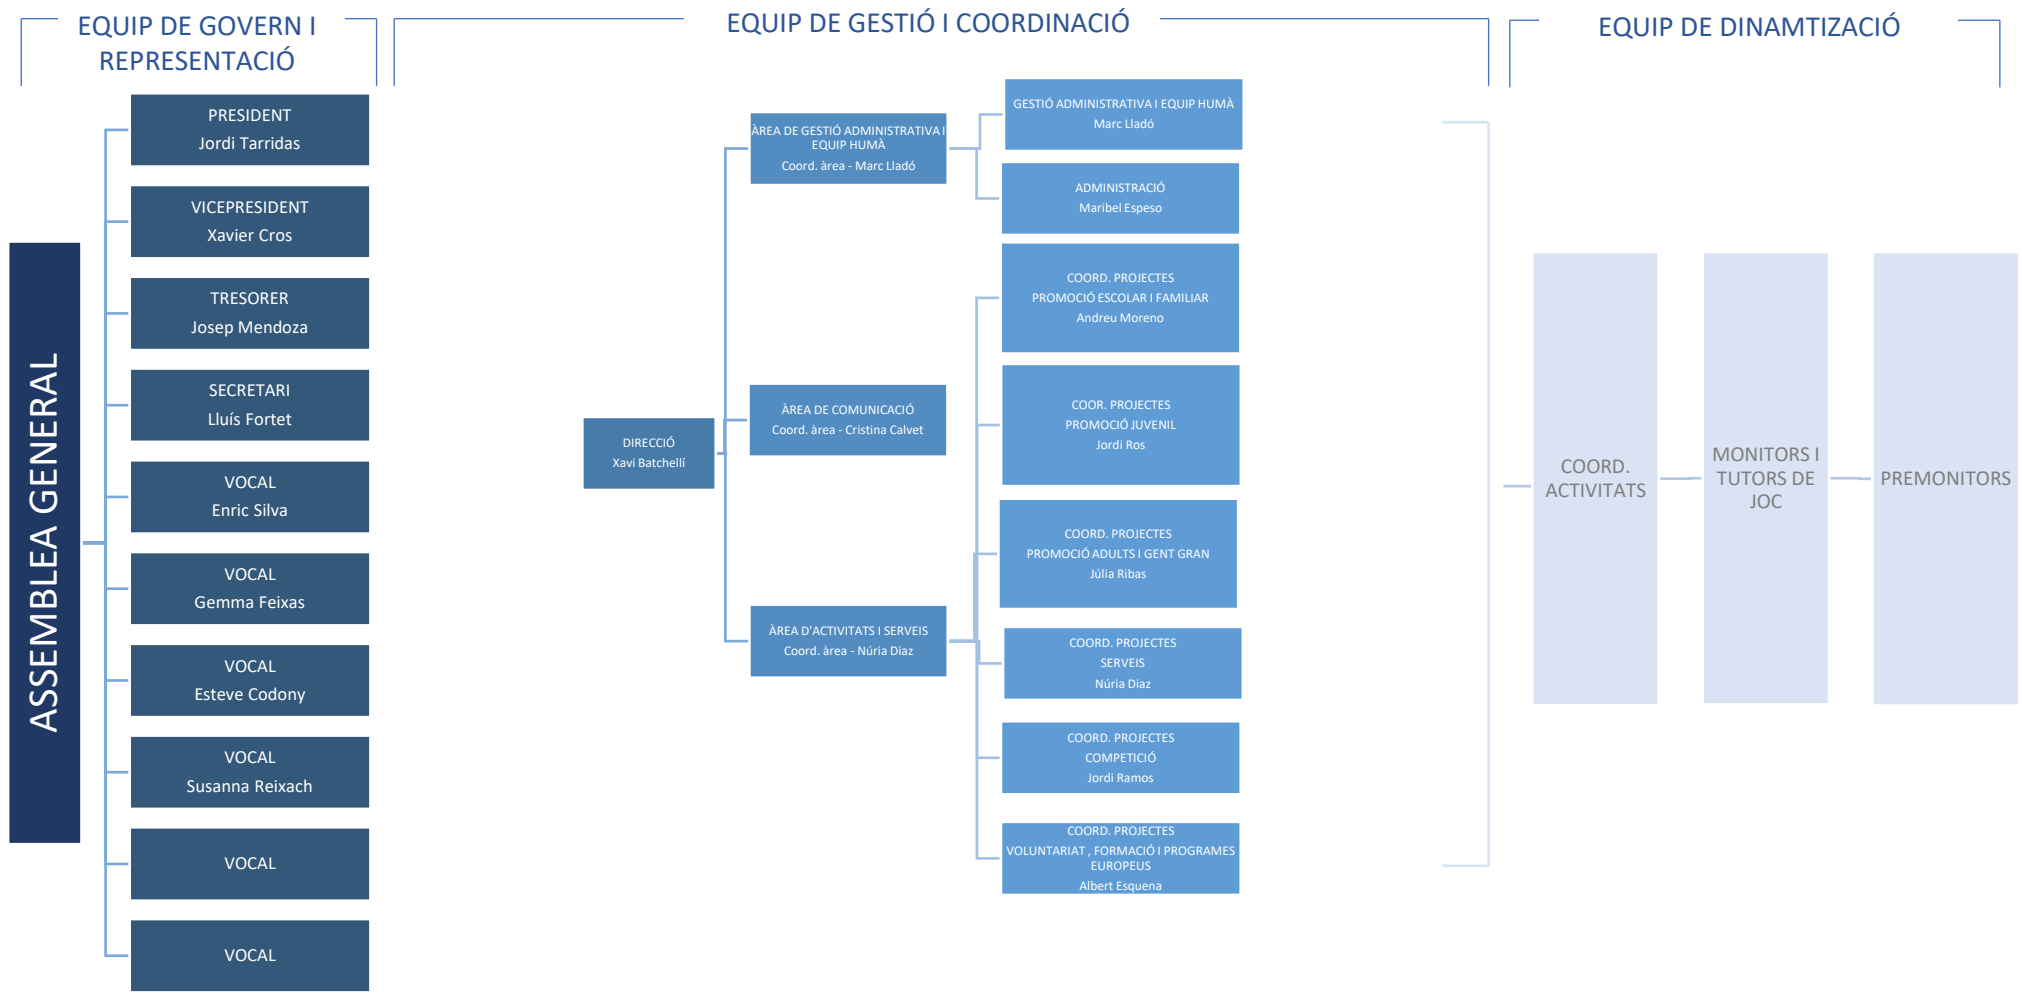 EQUIP DE GOVERN I
REPRESENTACIÓ
EQUIP DE GESTIÓ I COORDINACIÓ
EQUIP DE DINAMTIZACIÓ
ASSEMBLEA GENERAL
PRESIDENT
Jordi Tarridas
VICEPRESIDENT
Xavier Cros
TRESORER
Josep Mendoza
SECRETARI
Lluís Fortet
VOCAL
Enric Silva
VOCAL
Gemma Feixas
VOCAL
Esteve Codony
VOCAL
Susanna Reixach
VOCAL
VOCAL
DIRECCIÓ
Xavi Batchellí
ÀREA DE GESTIÓ ADMINISTRATIVA I
EQUIP HUMÀ
Coord. àrea - Marc Lladó
GESTIÓ ADMINISTRATIVA I EQUIP HUMÀ
Marc Lladó
ADMINISTRACIÓ
Maribel Espeso
ÀREA DE COMUNICACIÓ
Coord. àrea - Cristina Calvet
ÀREA D'ACTIVITATS I SERVEIS
Coord. àrea - Núria Diaz
COORD. PROJECTES
PROMOCIÓ ESCOLAR I FAMILIAR
Andreu Moreno
COOR. PROJECTES
PROMOCIÓ JUVENIL
Jordi Ros
COORD. PROJECTES
PROMOCIÓ ADULTS I GENT GRAN
Júlia Ribas
COORD. PROJECTES
SERVEIS
Núria Diaz
COORD. PROJECTES
COMPETICIÓ
Jordi Ramos
COORD. PROJECTES
VOLUNTARIAT , FORMACIÓ I PROGRAMES
EUROPEUS
Albert Esquena
COORD.
ACTIVITATS
MONITORS I
TUTORS DE
JOC
PREMONITORS